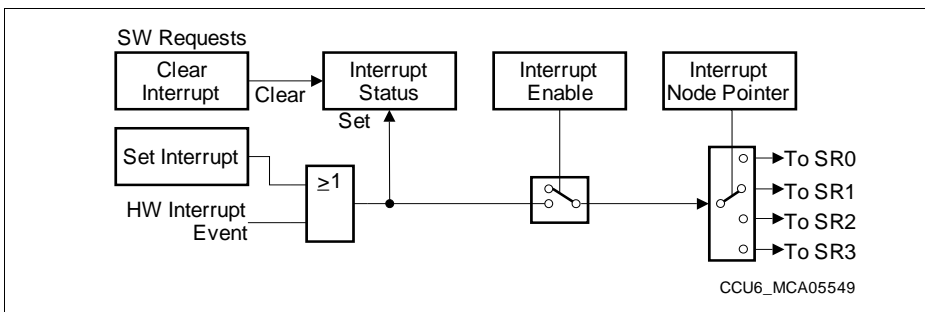 SW Requests
Clear
Interrupt
Clear
Interrupt
Status
Set
Interrupt
Enable
Interrupt
Node Pointer
Set Interrupt
≥1
HW Interrupt
Event
To SR0
To SR1
To SR2
To SR3
CCU6_MCA05549